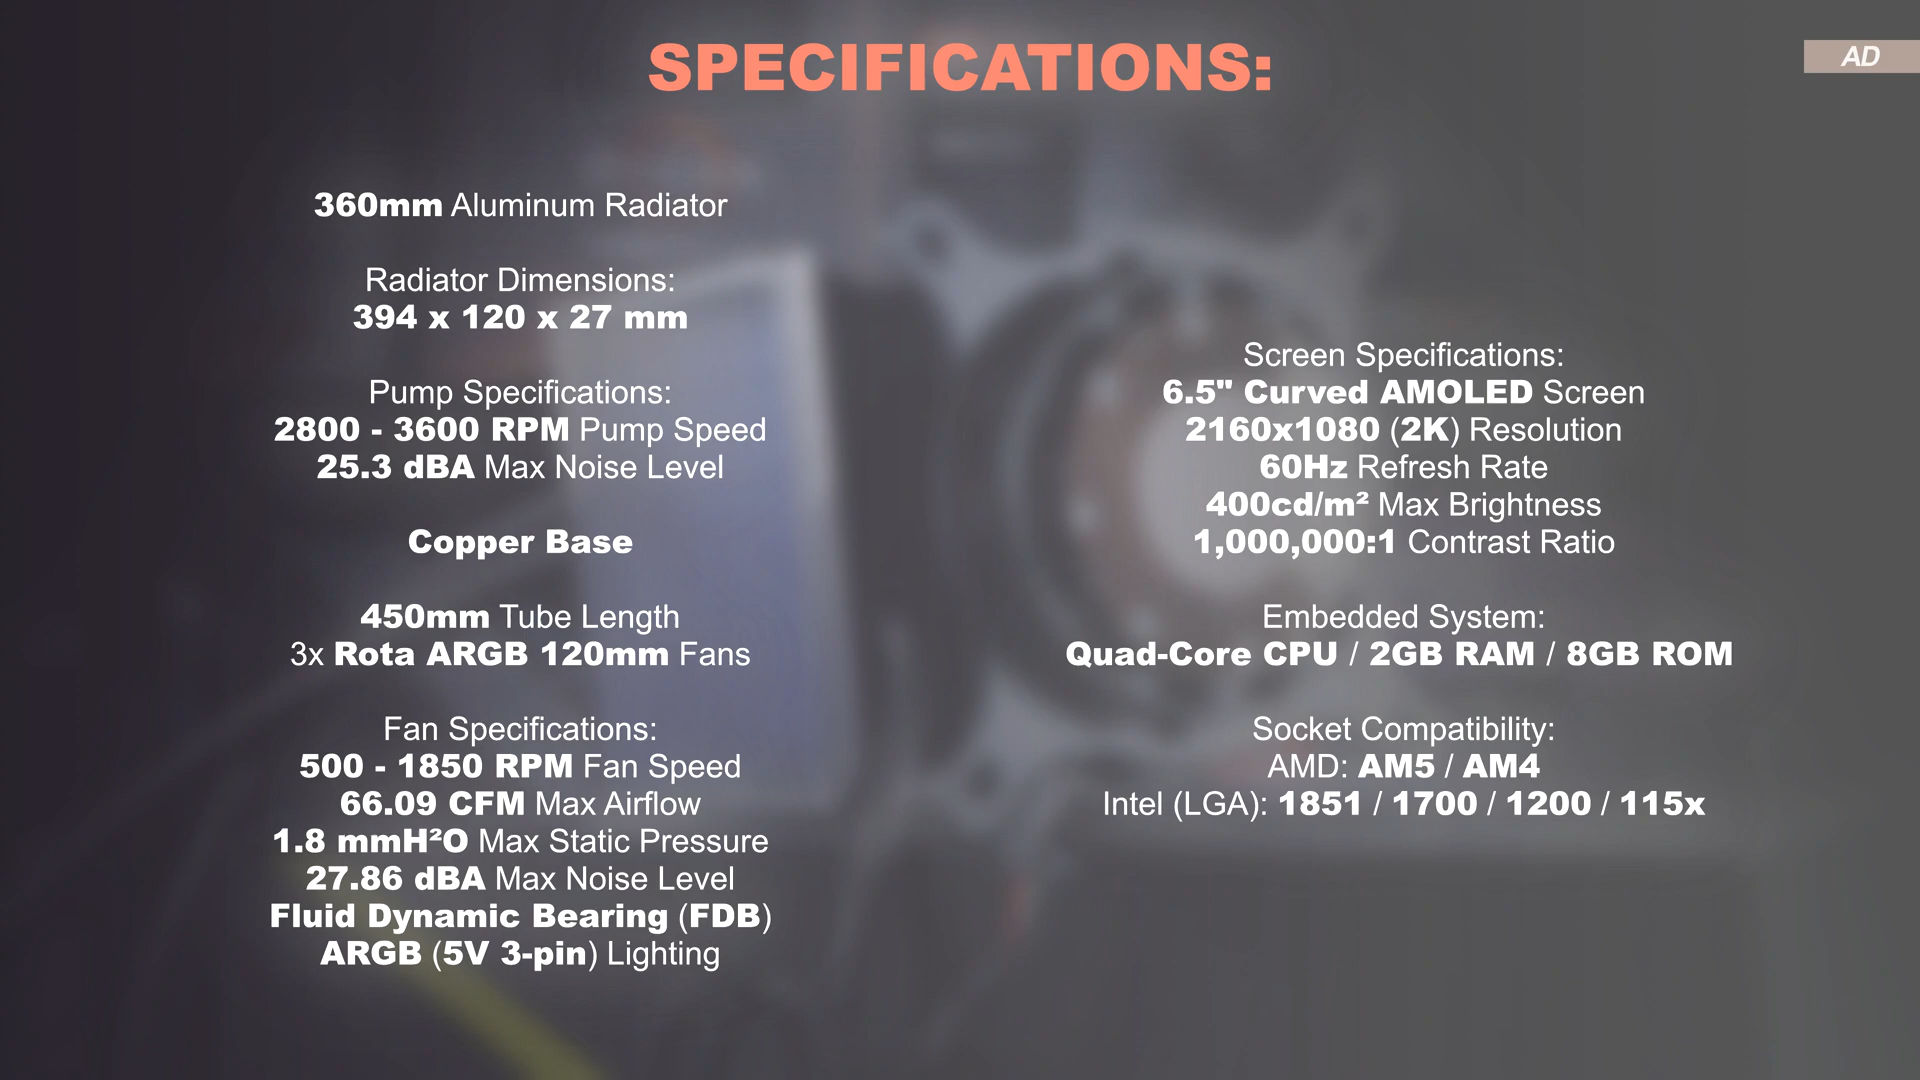 SPECIFICATIONS:
AD
360mm Aluminum Radiator
Radiator Dimensions:
394 x 120 x 27 mm
Pump Specifications:
2800 - 3600 RPM Pump Speed
25.3 dBA Max Noise Level
Copper Base
450mm Tube Length
3x Rota ARGB 120mm Fans
Fan Specifications:
500 - 1850 RPM Fan Speed
66.09 CFM Max Airflow
1.8 mmH²O Max Static Pressure
27.86 dBA Max Noise Level
Fluid Dynamic Bearing (FDB)
ARGB (5V 3-pin) Lighting
Screen Specifications:
6.5" Curved AMOLED Screen
2160x1080 (2K) Resolution
60Hz Refresh Rate
400cd/m² Max Brightness
1,000,000:1 Contrast Ratio
Embedded System:
Quad-Core CPU / 2GB RAM / 8GB ROM
Socket Compatibility:
AMD: AM5 / AM4
Intel (LGA): 1851 / 1700 / 1200 / 115x